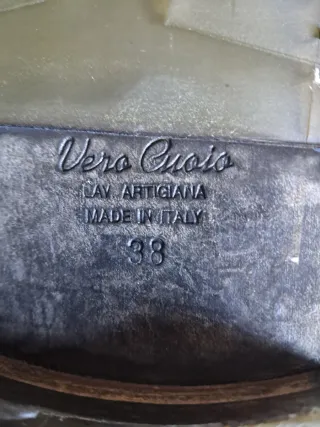 Vero Cuoio
LAV. ARTIGIANA
MADE IN ITALY
38